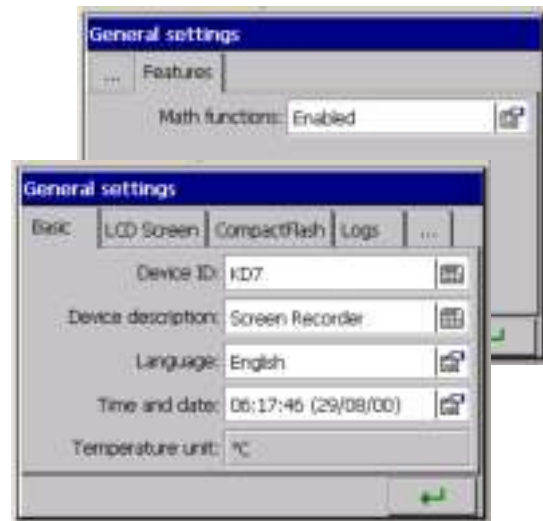 General settings
... Features
Math functions: Enabled
General settings
Basic LCD Screen CompactFlash Logs ...
Device ID: KD7
Device description: Screen Recorder
Language: English
Time and date: 06:17:46 (29/08/00)
Temperature unit: °C